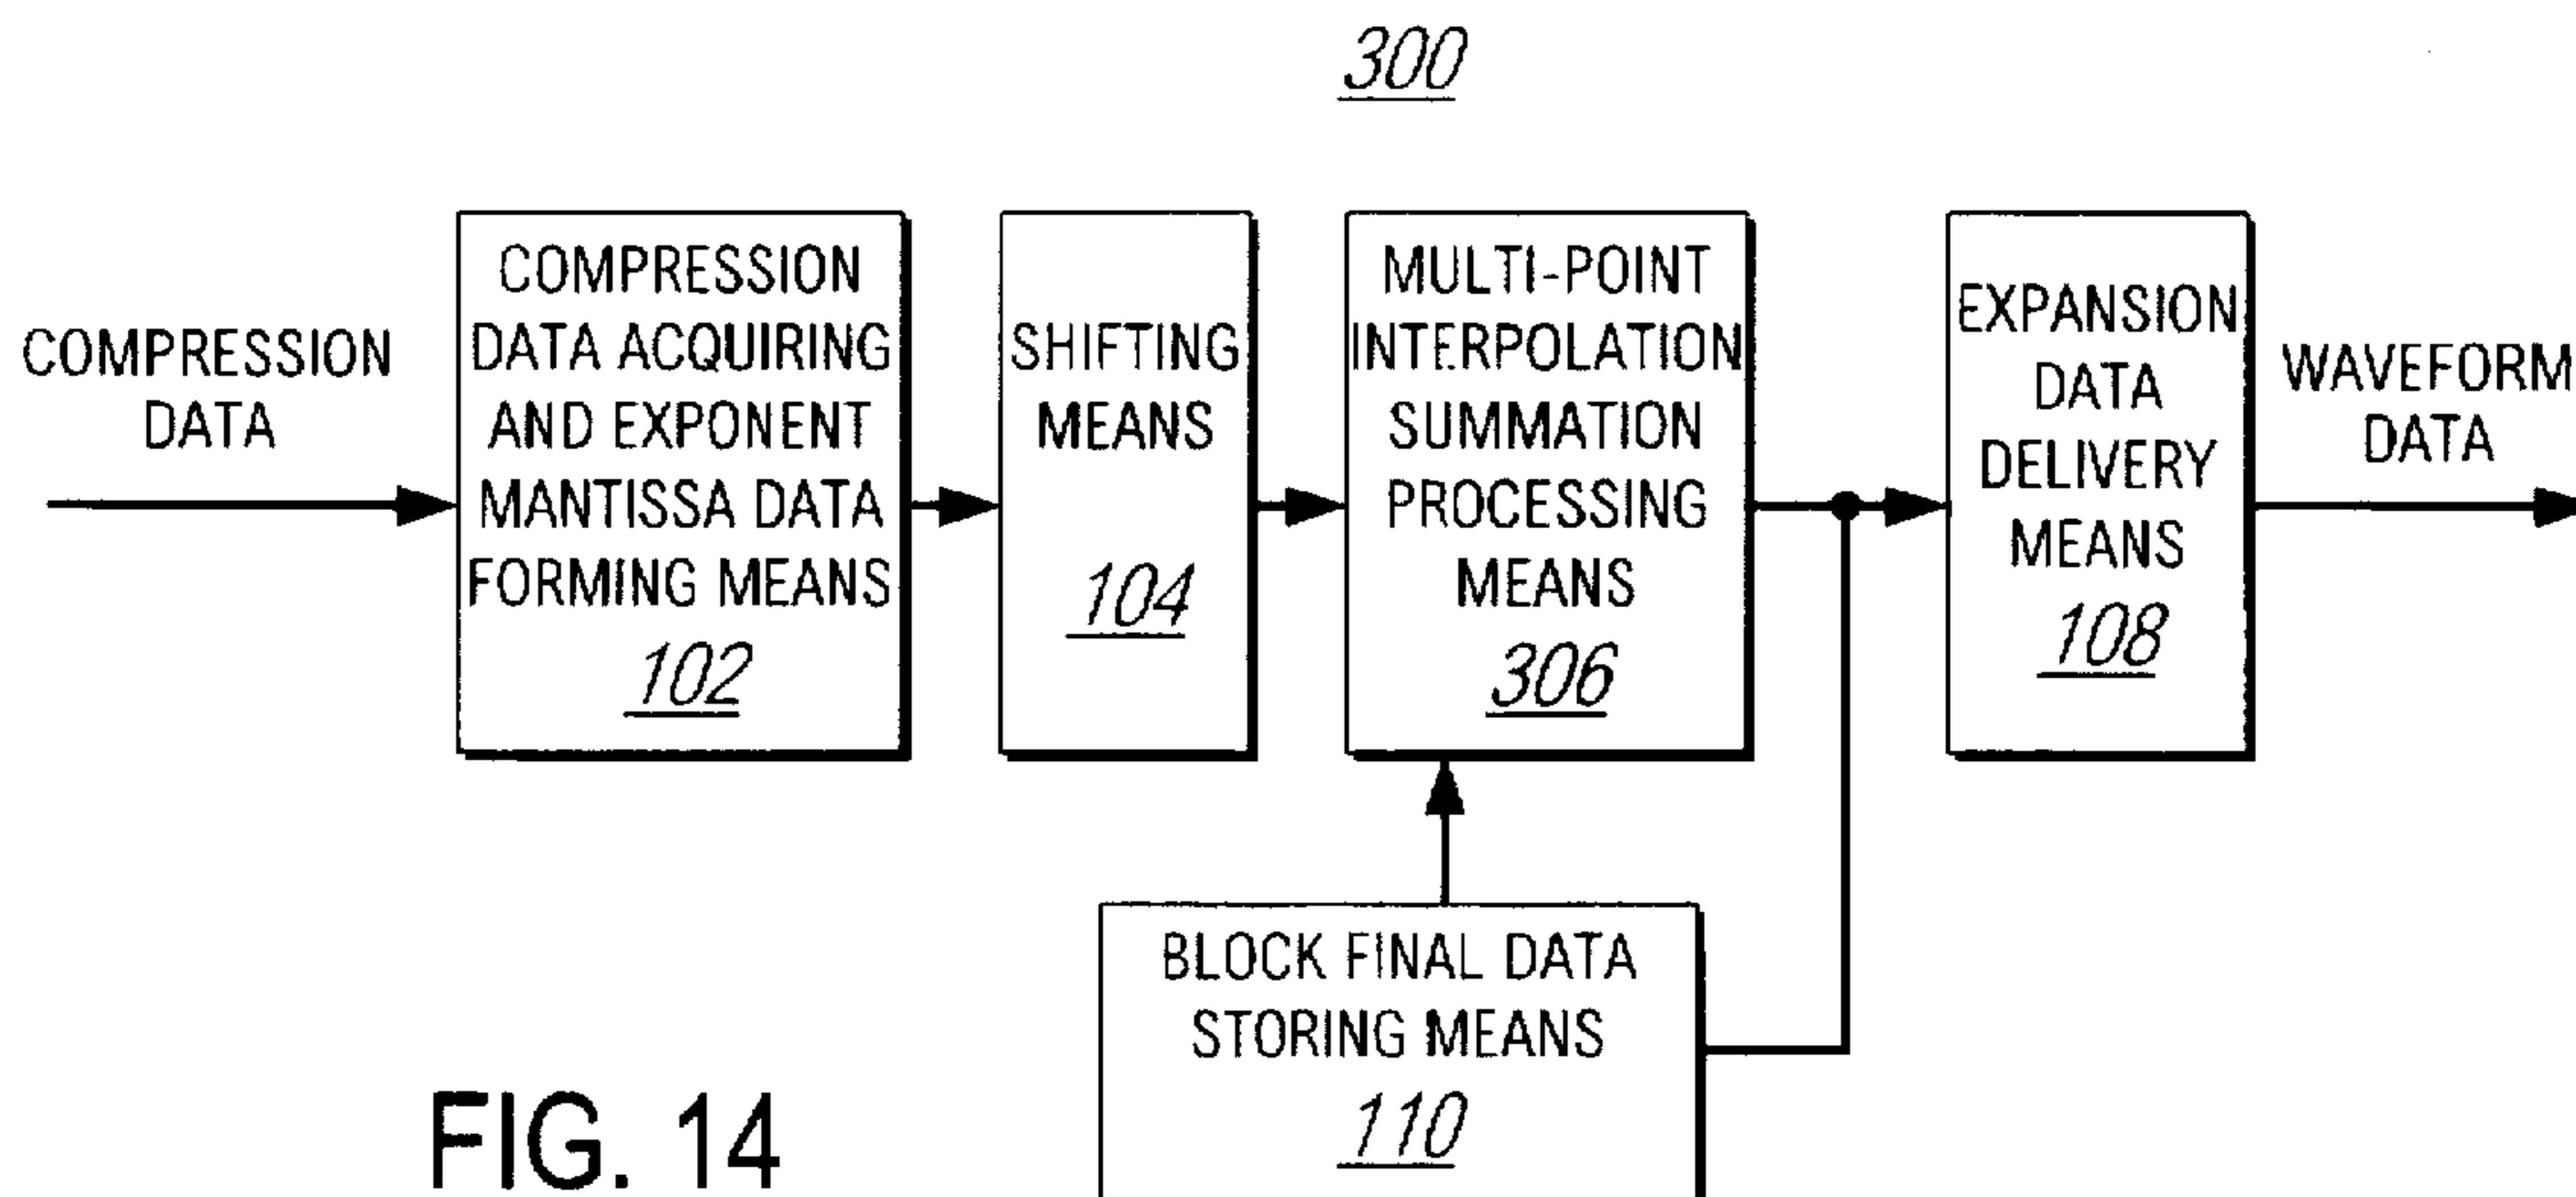 300
COMPRESSION
DATA
COMPRESSION
DATA ACQUIRING
AND EXPONENT
MANTISSA DATA
FORMING MEANS
102
SHIFTING
MEANS
104
MULTI-POINT
INTERPOLATION
SUMMATION
PROCESSING
MEANS
306
EXPANSION
DATA
DELIVERY
MEANS
108
WAVEFORM
DATA
BLOCK FINAL DATA
STORING MEANS
110
FIG. 14